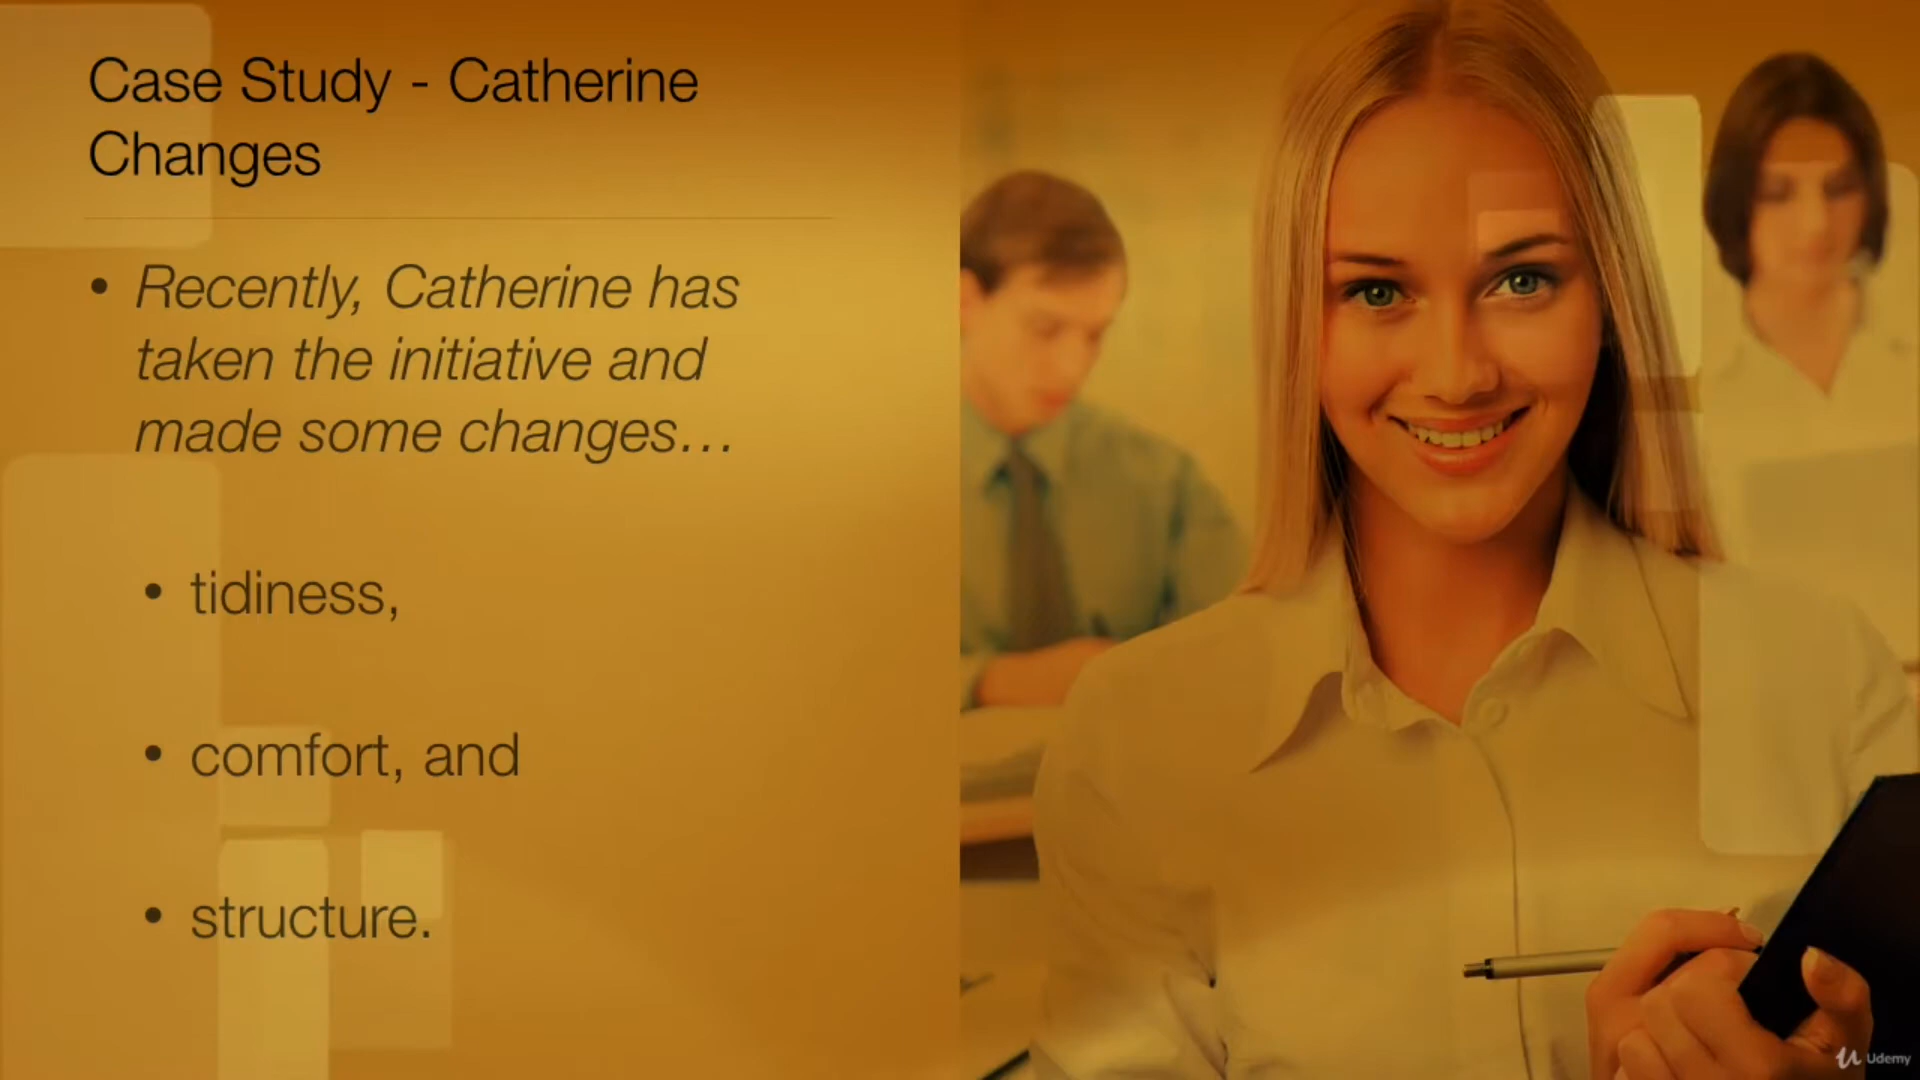 Case Study - Catherine
Changes
• Recently, Catherine has
taken the initiative and
made some changes…
• tidiness,
• comfort, and
• structure.
Udemy